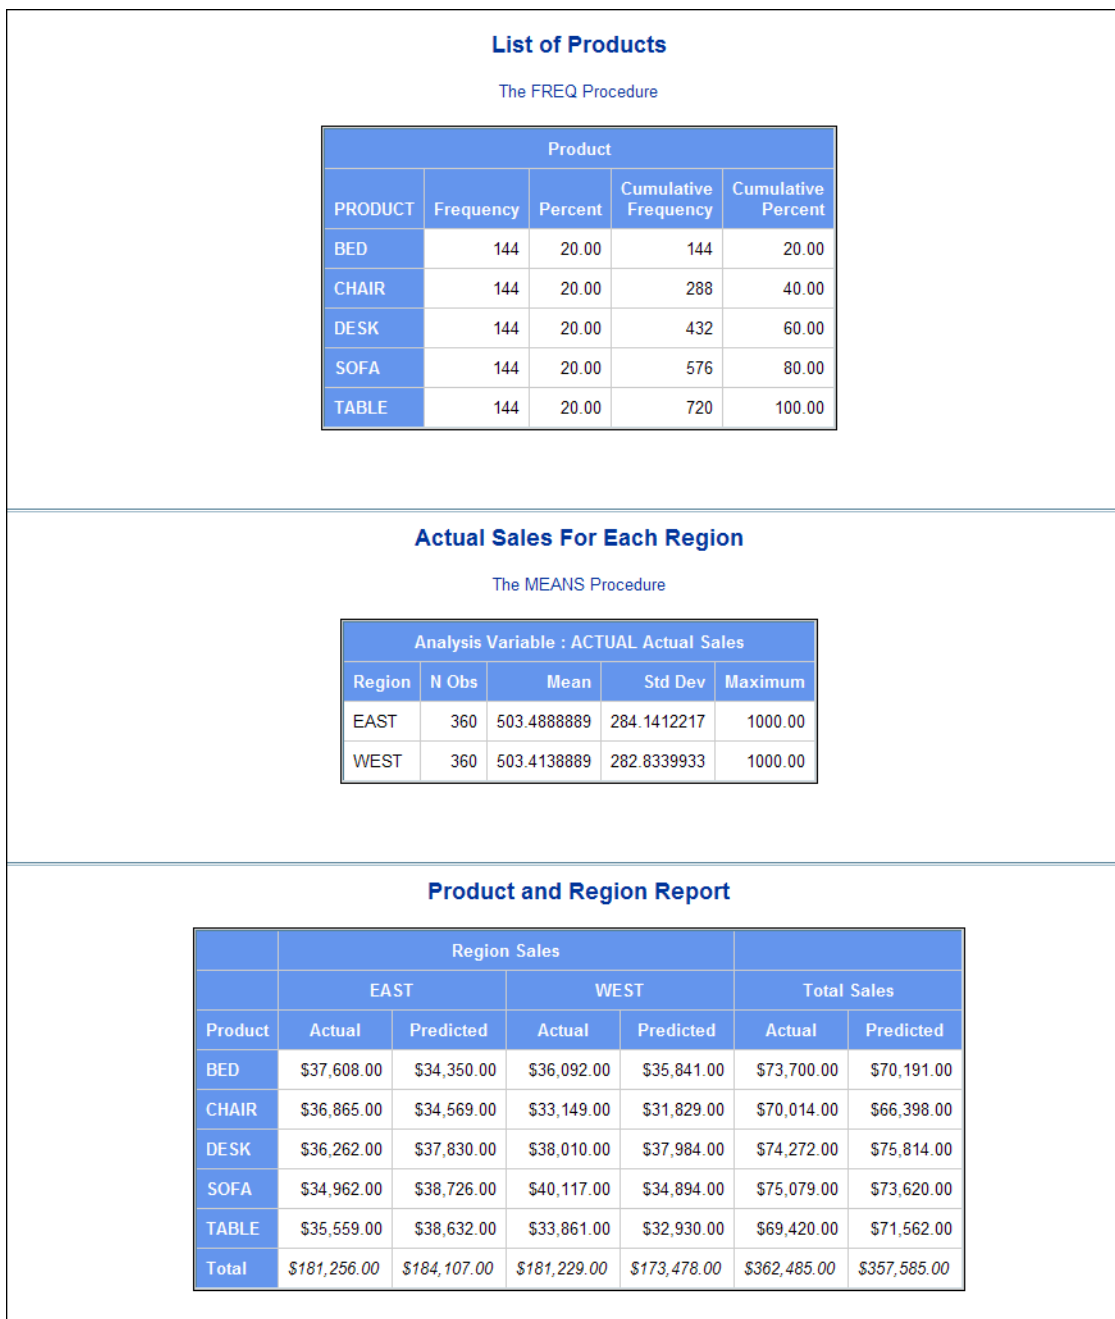 List of Products
The FREQ Procedure
Product
PRODUCT Frequency Percent Cumulative Frequency Cumulative Percent
BED 144 20.00 144 20.00
CHAIR 144 20.00 288 40.00
DESK 144 20.00 432 60.00
SOFA 144 20.00 576 80.00
TABLE 144 20.00 720 100.00
Actual Sales For Each Region
The MEANS Procedure
Analysis Variable : ACTUAL Actual Sales
Region N Obs Mean Std Dev Maximum
EAST 360 503.4888889 284.1412217 1000.00
WEST 360 503.4138889 282.8339933 1000.00
Product and Region Report
Region Sales
EAST WEST Total Sales
Product Actual Predicted Actual Predicted Actual Predicted
BED $37,608.00 $34,350.00 $36,092.00 $35,841.00 $73,700.00 $70,191.00
CHAIR $36,865.00 $34,569.00 $33,149.00 $31,829.00 $70,014.00 $66,398.00
DESK $36,262.00 $37,830.00 $38,010.00 $37,984.00 $74,272.00 $75,814.00
SOFA $34,962.00 $38,726.00 $40,117.00 $34,894.00 $75,079.00 $73,620.00
TABLE $35,559.00 $38,632.00 $33,861.00 $32,930.00 $69,420.00 $71,562.00
Total $181,256.00 $184,107.00 $181,229.00 $173,478.00 $362,485.00 $357,585.00